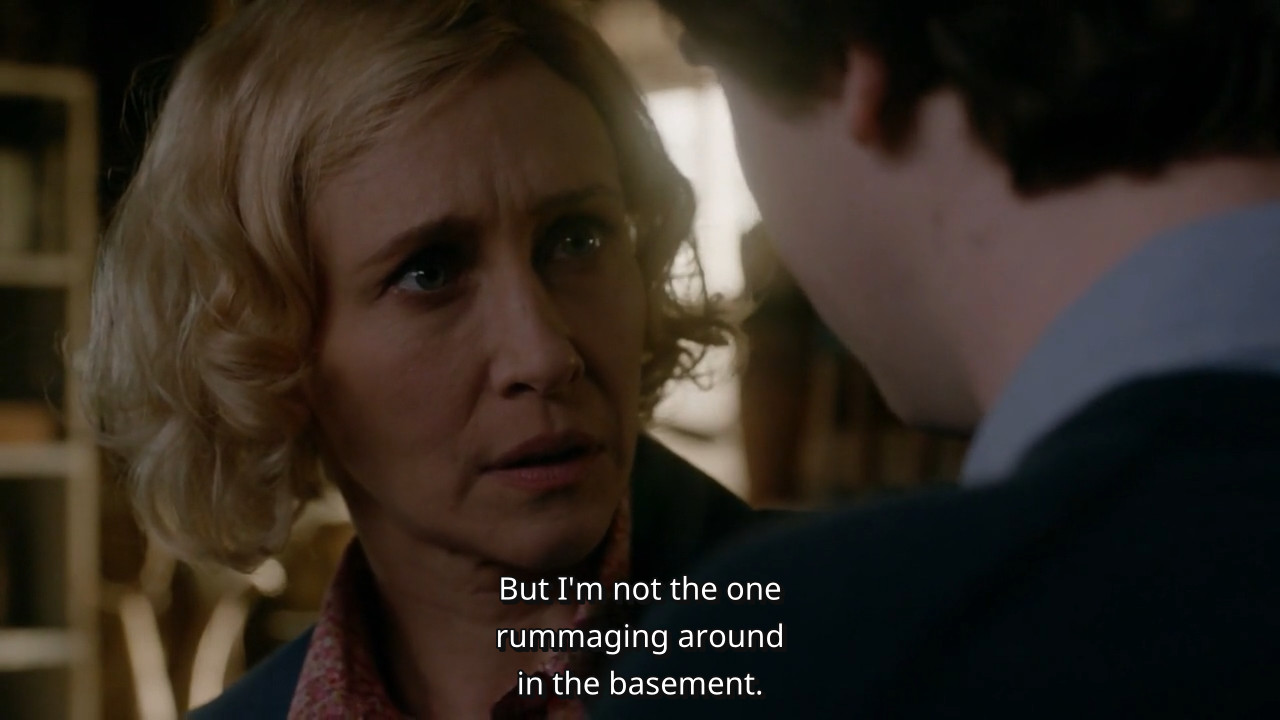 But I'm not the one
rummaging around
in the basement.